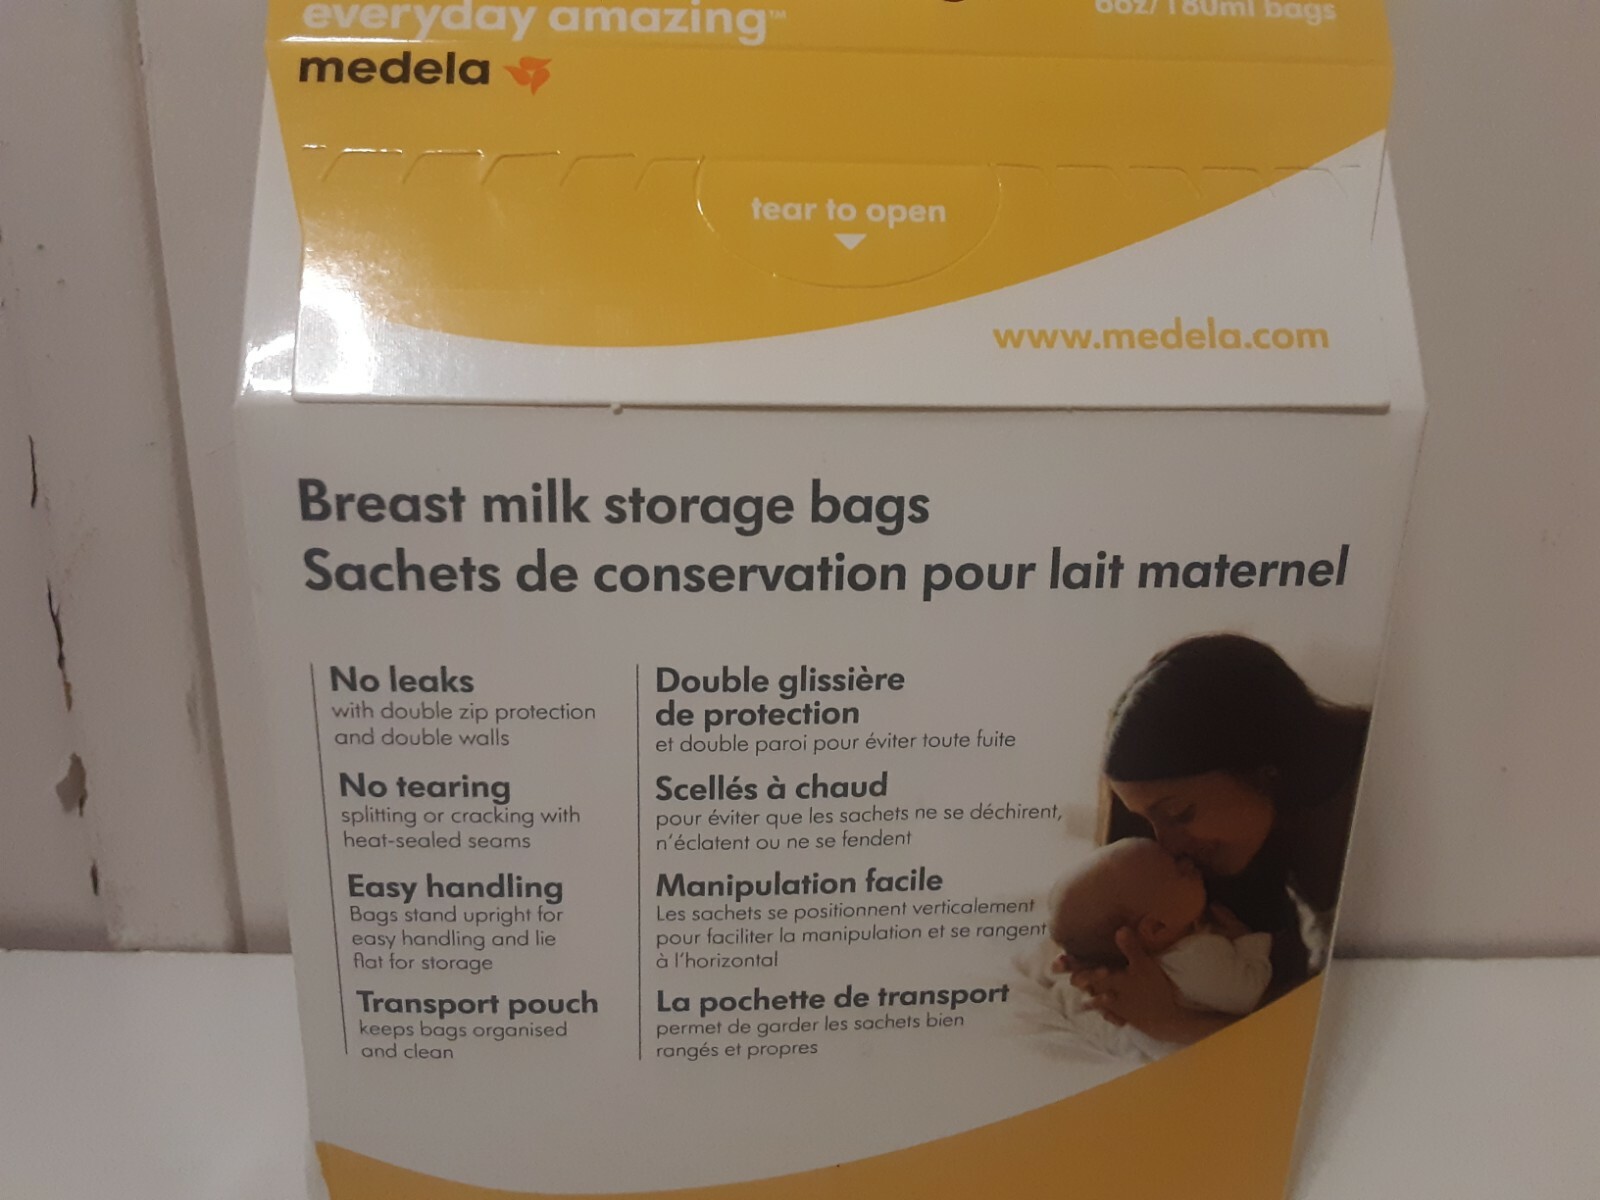 everyday amazing™
6oz/180ml bags
medela
tear to open
www.medela.com
Breast milk storage bags
Sachets de conservation pour lait maternel
No leaks
with double zip protection
and double walls
No tearing
splitting or cracking with
heat-sealed seams
Easy handling
Bags stand upright for
easy handling and lie
flat for storage
Transport pouch
keeps bags organised
and clean
Double glissière
de protection
et double paroi pour éviter toute fuite
Scellés à chaud
pour éviter que les sachets ne se déchirent,
n'éclatent ou ne se fendent
Manipulation facile
Les sachets se positionnent verticalement
pour faciliter la manipulation et se rangent
à l'horizontal
La pochette de transport
permet de garder les sachets bien
rangés et propres